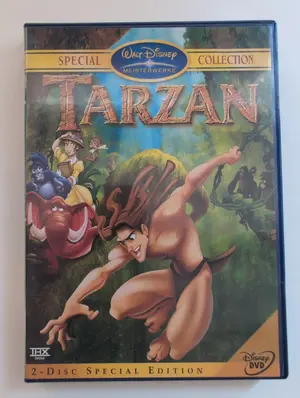 SPECIAL WALT DISNEY COLLECTION
MEISTERWERKE
TARZAN
THX
Disney
DVD
2-DISC SPECIAL EDITION